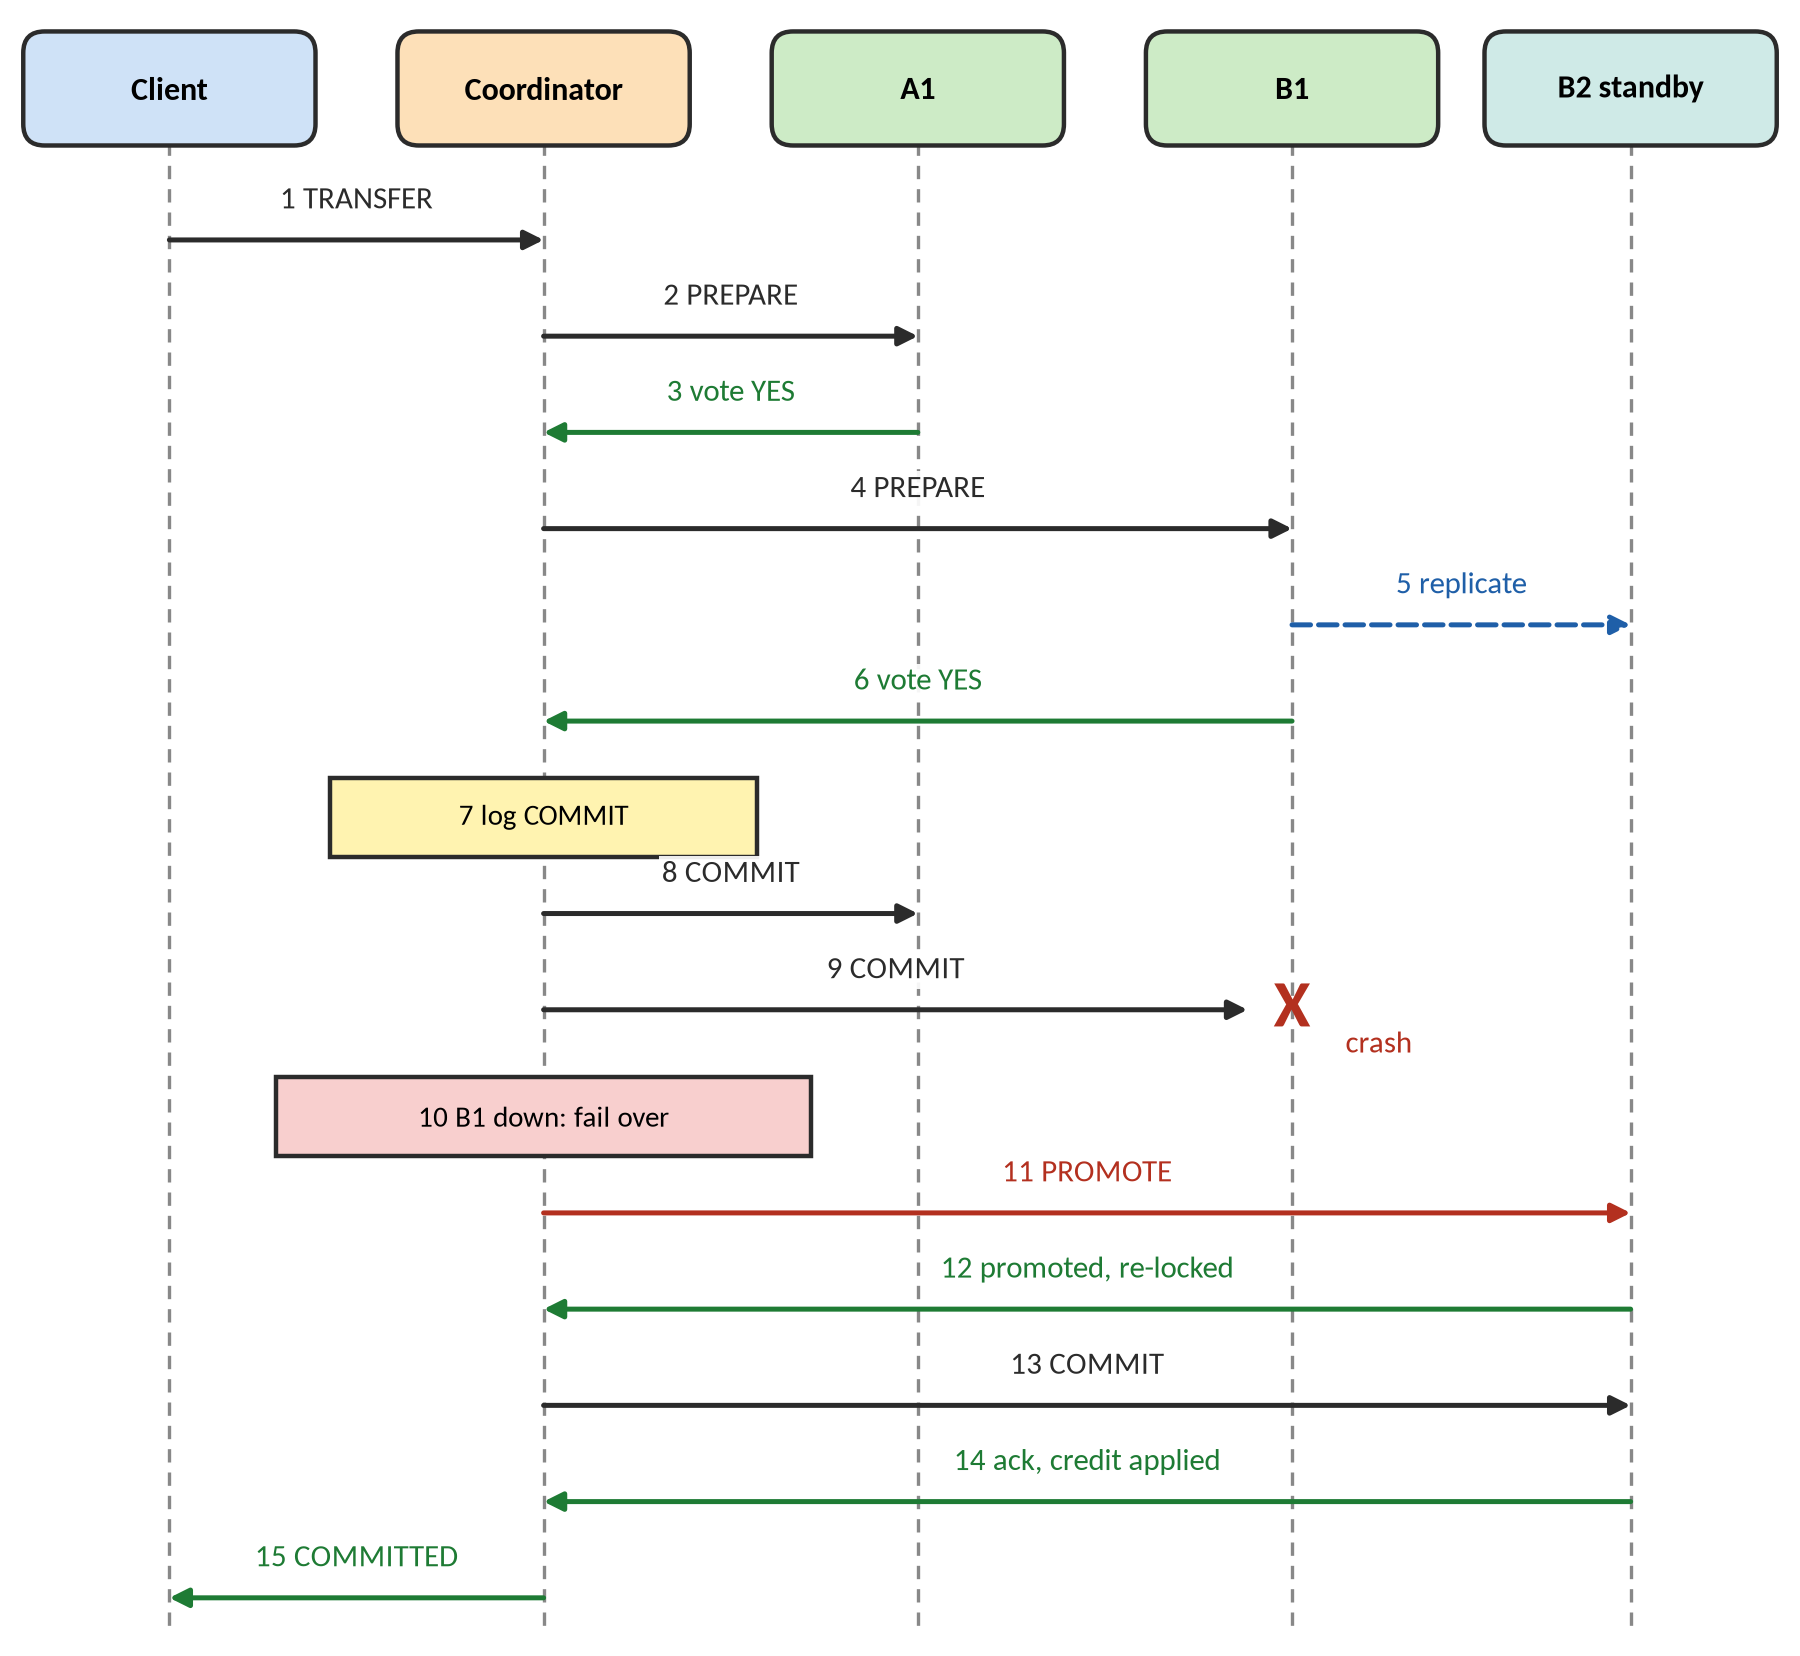 Client
Coordinator
A1
B1
B2 standby
1 TRANSFER
2 PREPARE
3 vote YES
4 PREPARE
5 replicate
6 vote YES
7 log COMMIT
8 COMMIT
9 COMMIT
X
crash
10 B1 down: fail over
11 PROMOTE
12 promoted, re-locked
13 COMMIT
14 ack, credit applied
15 COMMITTED